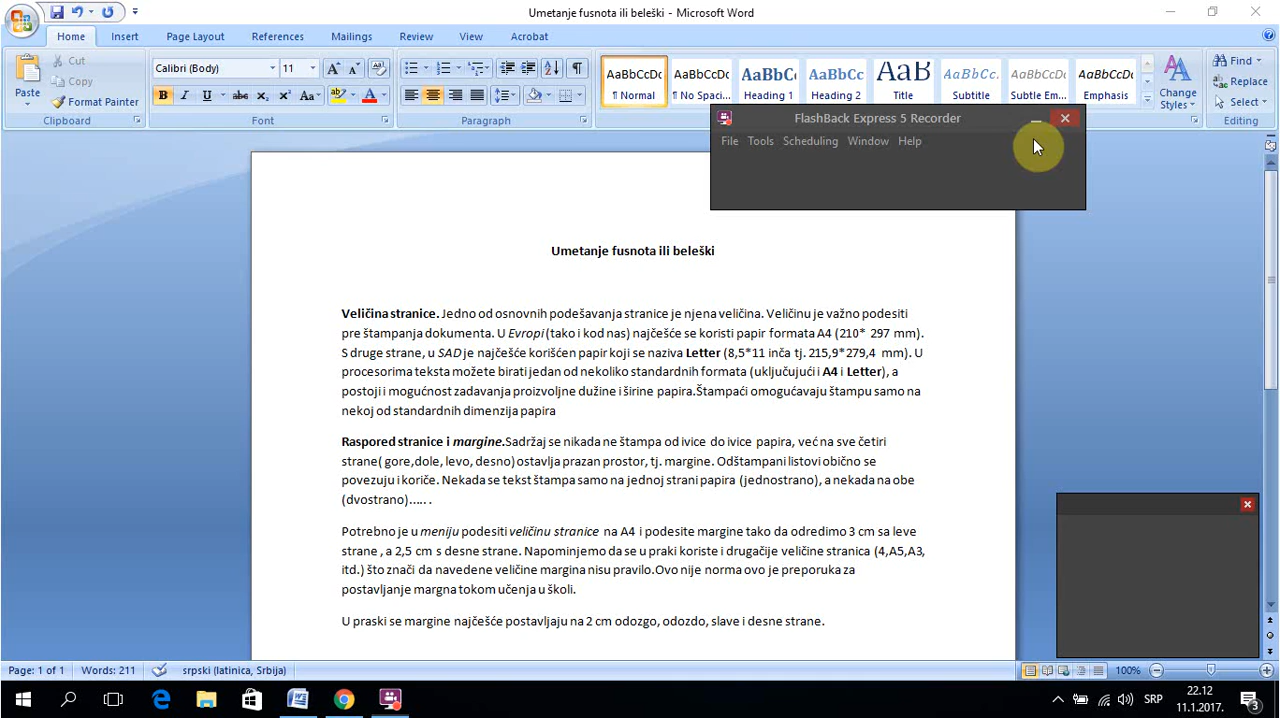 Umetanje fusnota ili beleški - Microsoft Word
Home Insert Page Layout References Mailings Review View Acrobat
Paste
Cut
Copy
Format Painter
Clipboard
Calibri (Body) 11
Font
Paragraph
AaBbCcDc AaBbCcDc AaBbC AaBbCc AaB AaBbCc. AaBbCcDc AaBbCcDc
¶ Normal ¶ No Spaci... Heading 1 Heading 2 Title Subtitle Subtle Em... Emphasis
Change Styles
Find
Replace
Select
Editing
FlashBack Express 5 Recorder
File Tools Scheduling Window Help
Umetanje fusnota ili beleški
Veličina stranice. Jedno od osnovnih podešavanja stranice je njena veličina. Veličinu je važno podesiti
pre štampanja dokumenta. U Evropi (tako i kod nas) najčešće se koristi papir formata A4 (210* 297 mm).
S druge strane, u SAD je najčešće korišćen papir koji se naziva Letter (8,5*11 inča tj. 215,9*279,4 mm). U
procesorima teksta možete birati jedan od nekoliko standardnih formata (uključujući i A4 i Letter), a
postoji i mogućnost zadavanja proizvoljne dužine i širine papira.Štampaći omogućavaju štampu samo na
nekoj od standardnih dimenzija papira
Raspored stranice i margine.Sadržaj se nikada ne štampa od ivice do ivice papira, već na sve četiri
strane( gore,dole, levo, desno) ostavlja prazan prostor, tj. margine. Odštampani listovi obično se
povezuju i koriče. Nekada se tekst štampa samo na jednoj strani papira (jednostrano), a nekada na obe
(dvostrano)..... .
Potrebno je u meniju podesiti veličinu stranice na A4 i podesite margine tako da odredimo 3 cm sa leve
strane , a 2,5 cm s desne strane. Napominjemo da se u praki koriste i drugačije veličine stranica (4,A5,A3,
itd.) što znači da navedene veličine margina nisu pravilo.Ovo nije norma ovo je preporuka za
postavljanje margna tokom učenja u školi.
U praski se margine najčešće postavljaju na 2 cm odozgo, odozdo, slave i desne strane.
Page: 1 of 1 Words: 211 srpski (latinica, Srbija) 100%
SRP
22.12
11.1.2017.
3